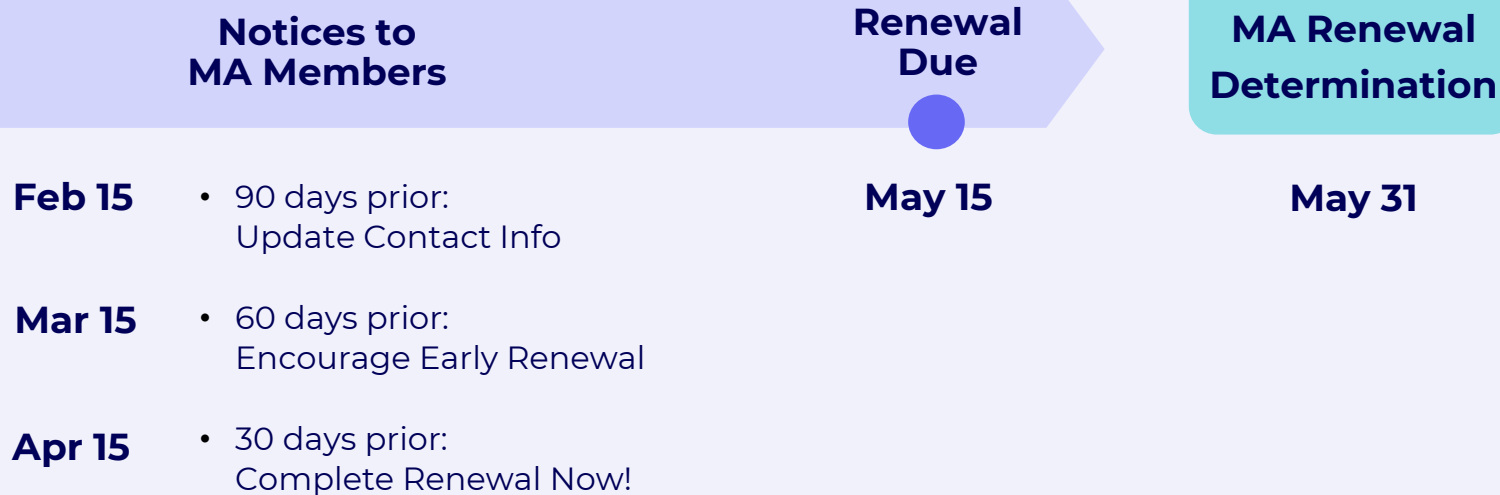 Notices to
MA Members
Renewal
Due
MA Renewal
Determination
Feb 15
• 90 days prior:
Update Contact Info
Mar 15
• 60 days prior:
Encourage Early Renewal
Apr 15
• 30 days prior:
Complete Renewal Now!
May 15
May 31